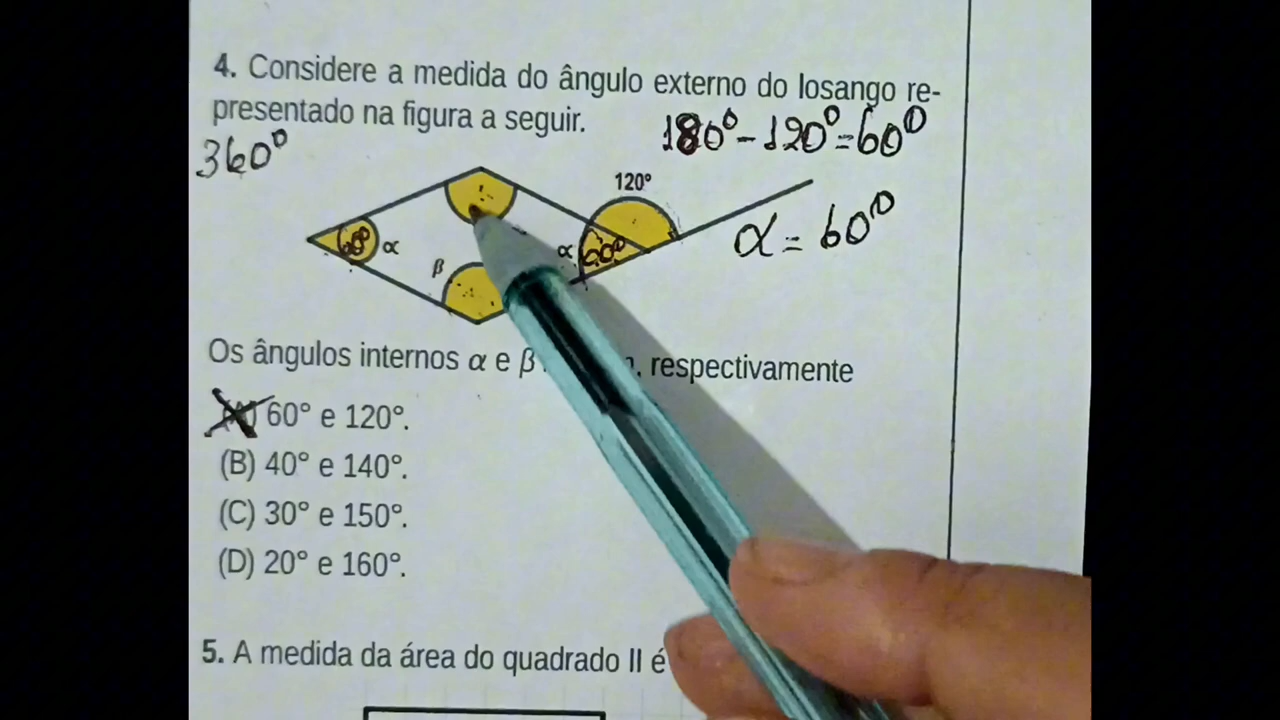 4. Considere a medida do ângulo externo do losango re-
presentado na figura a seguir.
180° - 120° = 60°
360°
120°
α = 60°
60° α
α 60°
β
Os ângulos internos α e β , respectivamente
(A) 60° e 120°.
(B) 40° e 140°.
(C) 30° e 150°.
(D) 20° e 160°.
5. A medida da área do quadrado II é